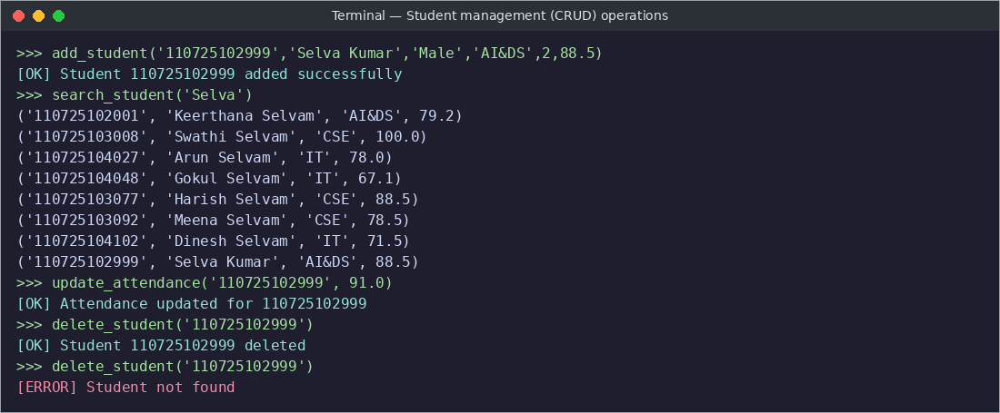 Terminal — Student management (CRUD) operations
>>> add_student('110725102999','Selva Kumar','Male','AI&DS',2,88.5)
[OK] Student 110725102999 added successfully
>>> search_student('Selva')
('110725102001', 'Keerthana Selvam', 'AI&DS', 79.2)
('110725103008', 'Swathi Selvam', 'CSE', 100.0)
('110725104027', 'Arun Selvam', 'IT', 78.0)
('110725104048', 'Gokul Selvam', 'IT', 67.1)
('110725103077', 'Harish Selvam', 'CSE', 88.5)
('110725103092', 'Meena Selvam', 'CSE', 78.5)
('110725104102', 'Dinesh Selvam', 'IT', 71.5)
('110725102999', 'Selva Kumar', 'AI&DS', 88.5)
>>> update_attendance('110725102999', 91.0)
[OK] Attendance updated for 110725102999
>>> delete_student('110725102999')
[OK] Student 110725102999 deleted
>>> delete_student('110725102999')
[ERROR] Student not found